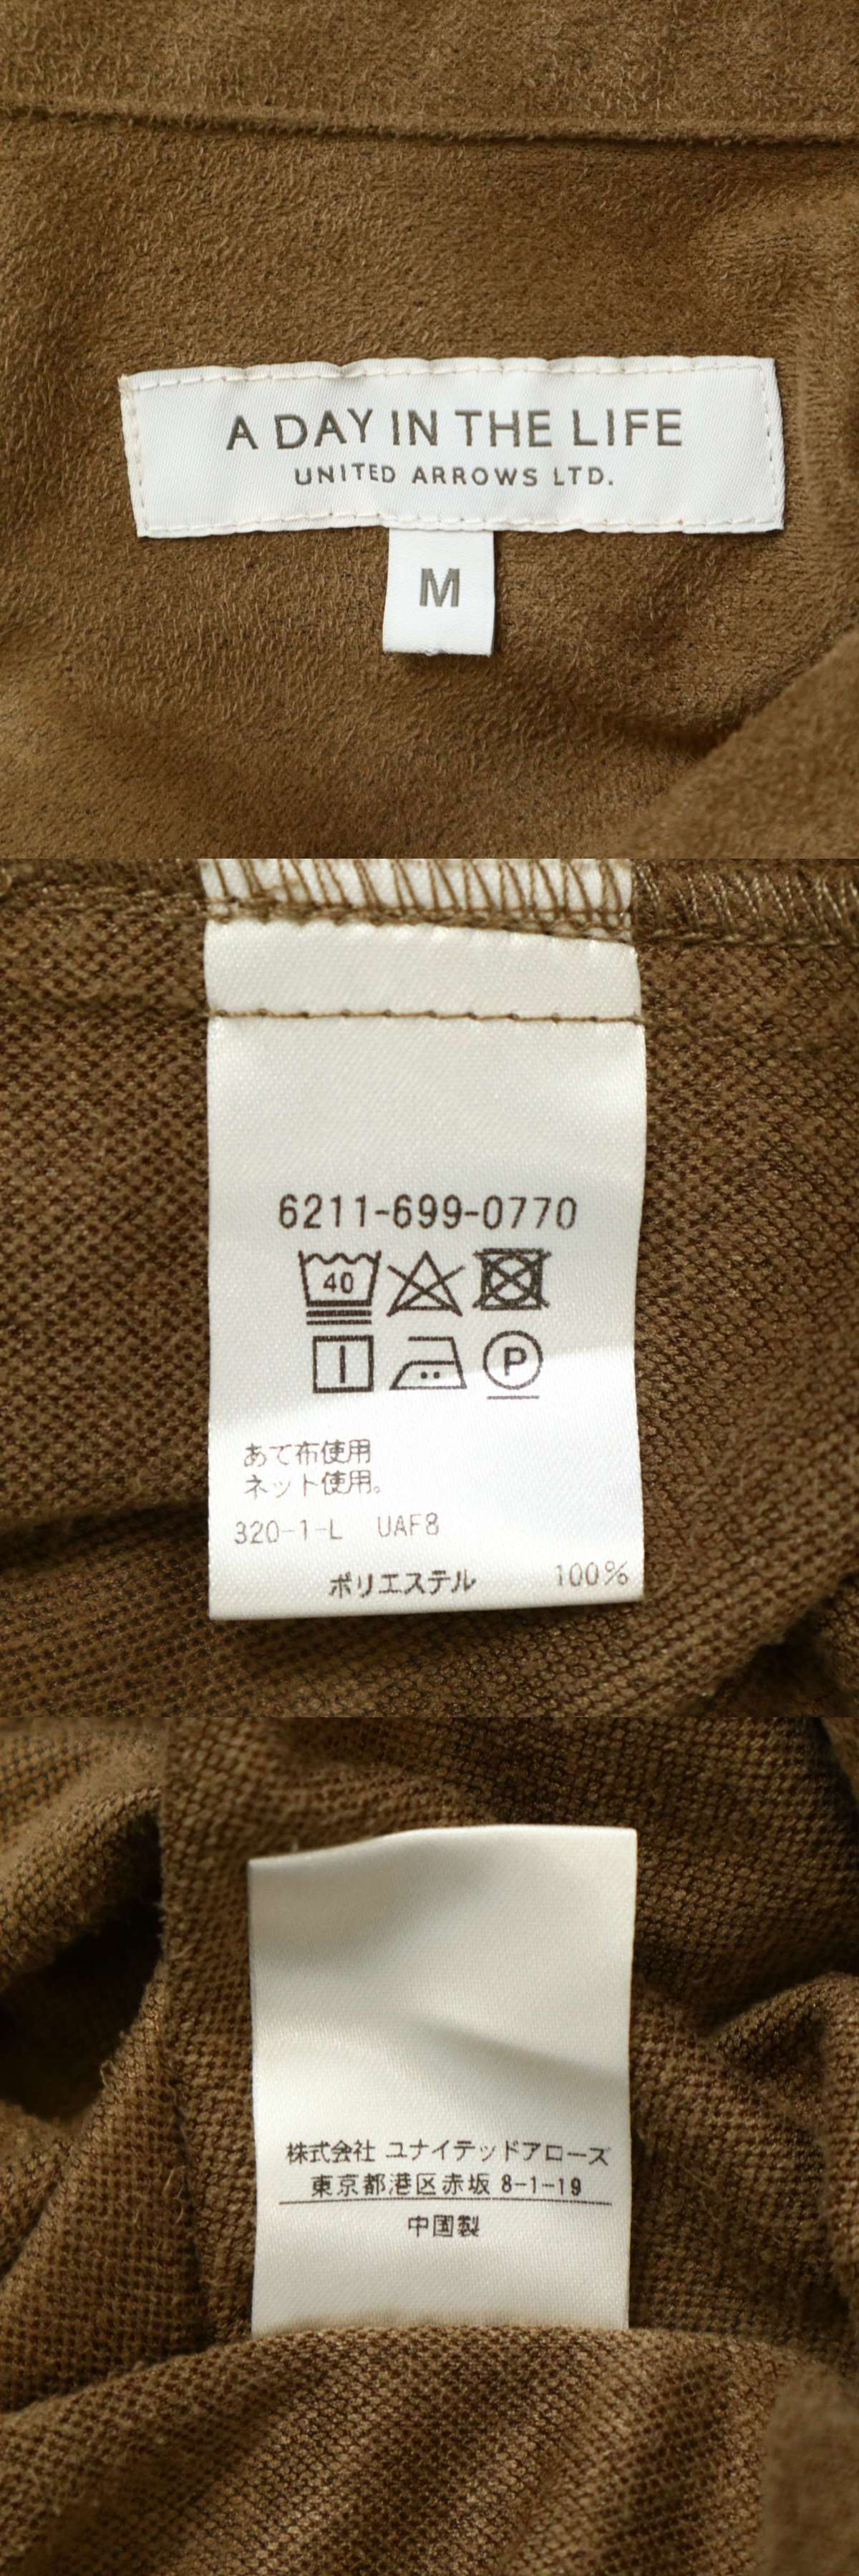 A DAY IN THE LIFE
UNITED ARROWS LTD.
M
6211-699-0770
40
P
あて布使用
ネット使用。
320-1-L UAF8
ポリエステル 100%
株式会社 ユナイテッドアローズ
東京都港区赤坂 8-1-19
中国製